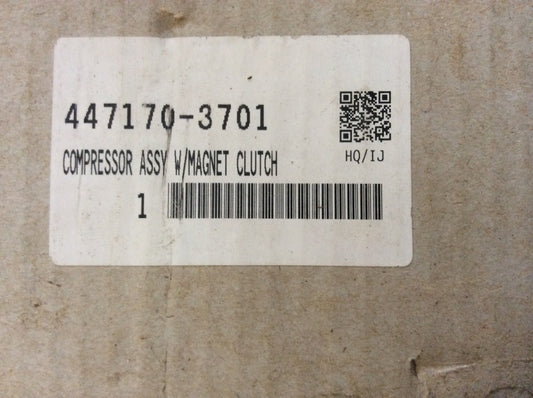 447170-3701
HQ/IJ
COMPRESSOR ASSY W/MAGNET CLUTCH
1